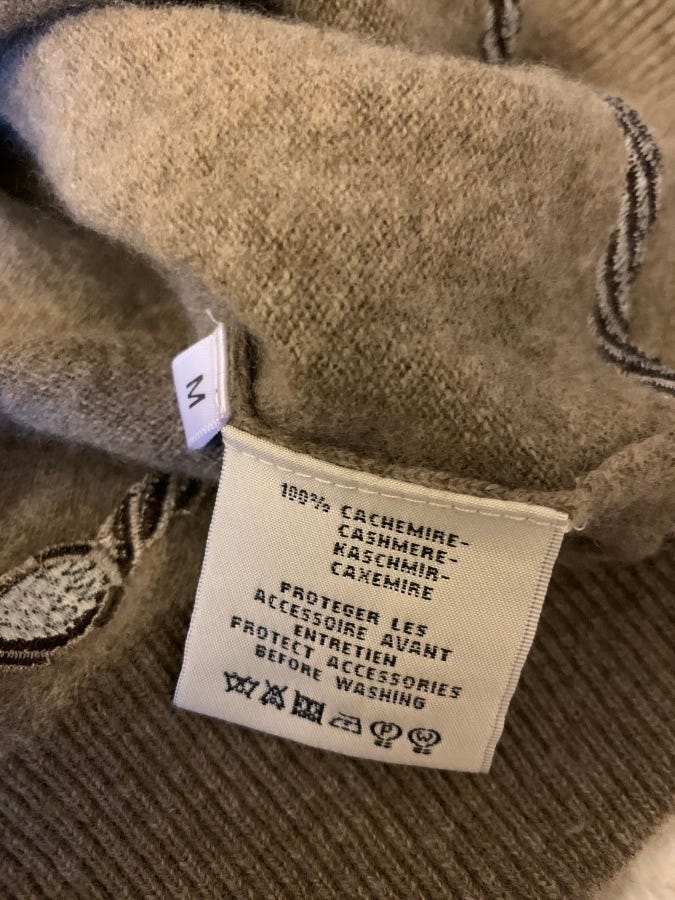 M
100% CACHEMIRE-
CASHMERE-
KASCHMIR-
CAXEMIRE
PROTEGER LES
ACCESSOIRE AVANT
ENTRETIEN
PROTECT ACCESSORIES
BEFORE WASHING
P W